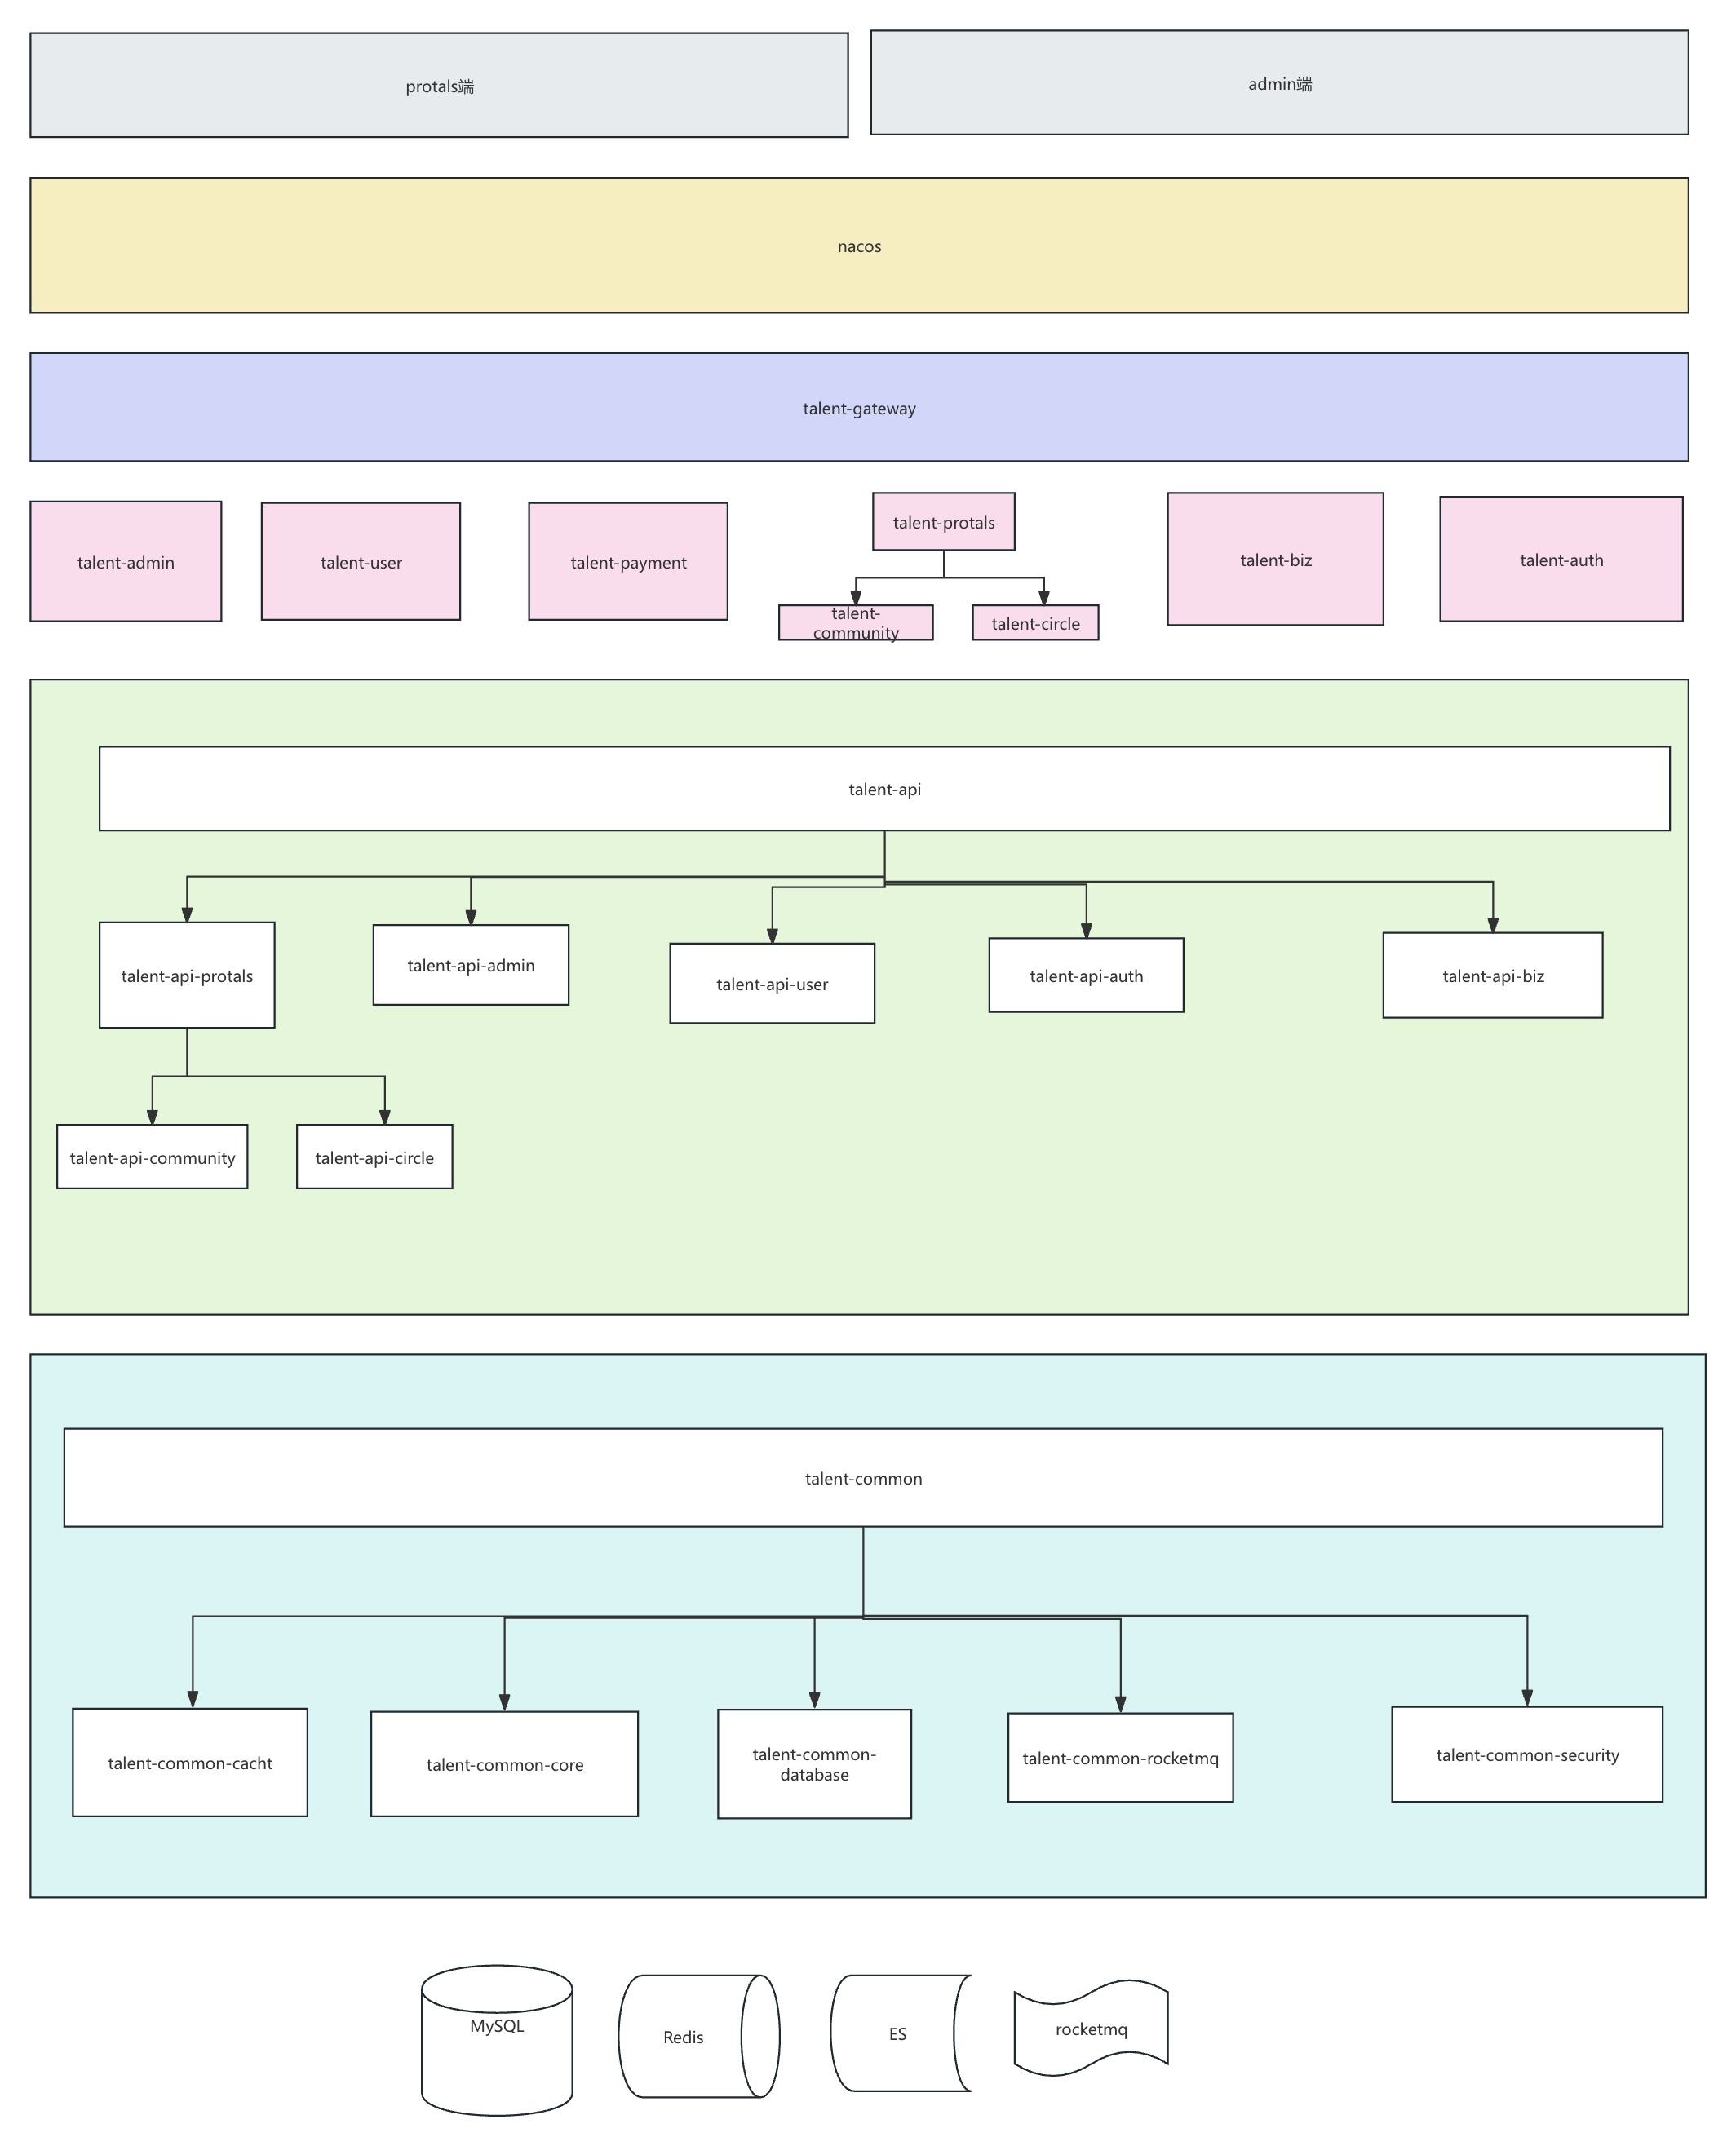 protals端
admin端
nacos
talent-gateway
talent-admin
talent-user
talent-payment
talent-protals
talent-
community
talent-circle
talent-biz
talent-auth
talent-api
talent-api-protals
talent-api-admin
talent-api-user
talent-api-auth
talent-api-biz
talent-api-community
talent-api-circle
talent-common
talent-common-cacht
talent-common-core
talent-common-
database
talent-common-rocketmq
talent-common-security
MySQL
Redis
ES
rocketmq